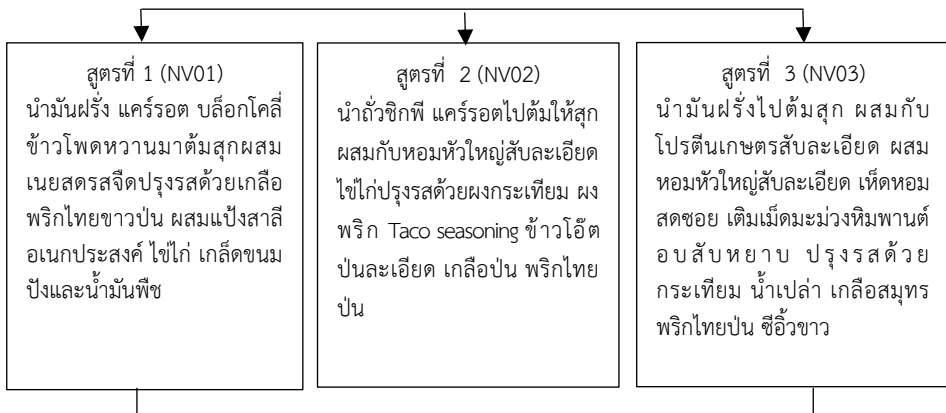 สูตรที่ 1 (NV01)
นำมันฝรั่ง แคร์รอต บล็อกโคลี่
ข้าวโพดหวานมาต้มสุกผสม
เนยสดรสจืดปรุงรสด้วยเกลือ
พริกไทยขาวป่น ผสมแป้งสาลี
อเนกประสงค์ ไข่ไก่ เกล็ดขนม
ปังและน้ำมันพืช
สูตรที่ 2 (NV02)
นำถั่วชิกพี แคร์รอตไปต้มให้สุก
ผสมกับหอมหัวใหญ่สับละเอียด
ไข่ไก่ปรุงรสด้วยผงกระเทียม ผง
พริก Taco seasoning ข้าวโอ๊ต
ป่นละเอียด เกลือป่น พริกไทย
ป่น
สูตรที่ 3 (NV03)
นำมันฝรั่งไปต้มสุก ผสมกับ
โปรตีนเกษตรสับละเอียด ผสม
หอมหัวใหญ่สับละเอียด เห็ดหอม
สดซอย เติมเม็ดมะม่วงหิมพานต์
อบสับหยาบ ปรุงรสด้วย
กระเทียม น้ำเปล่า เกลือสมุทร
พริกไทยป่น ซีอิ้วขาว